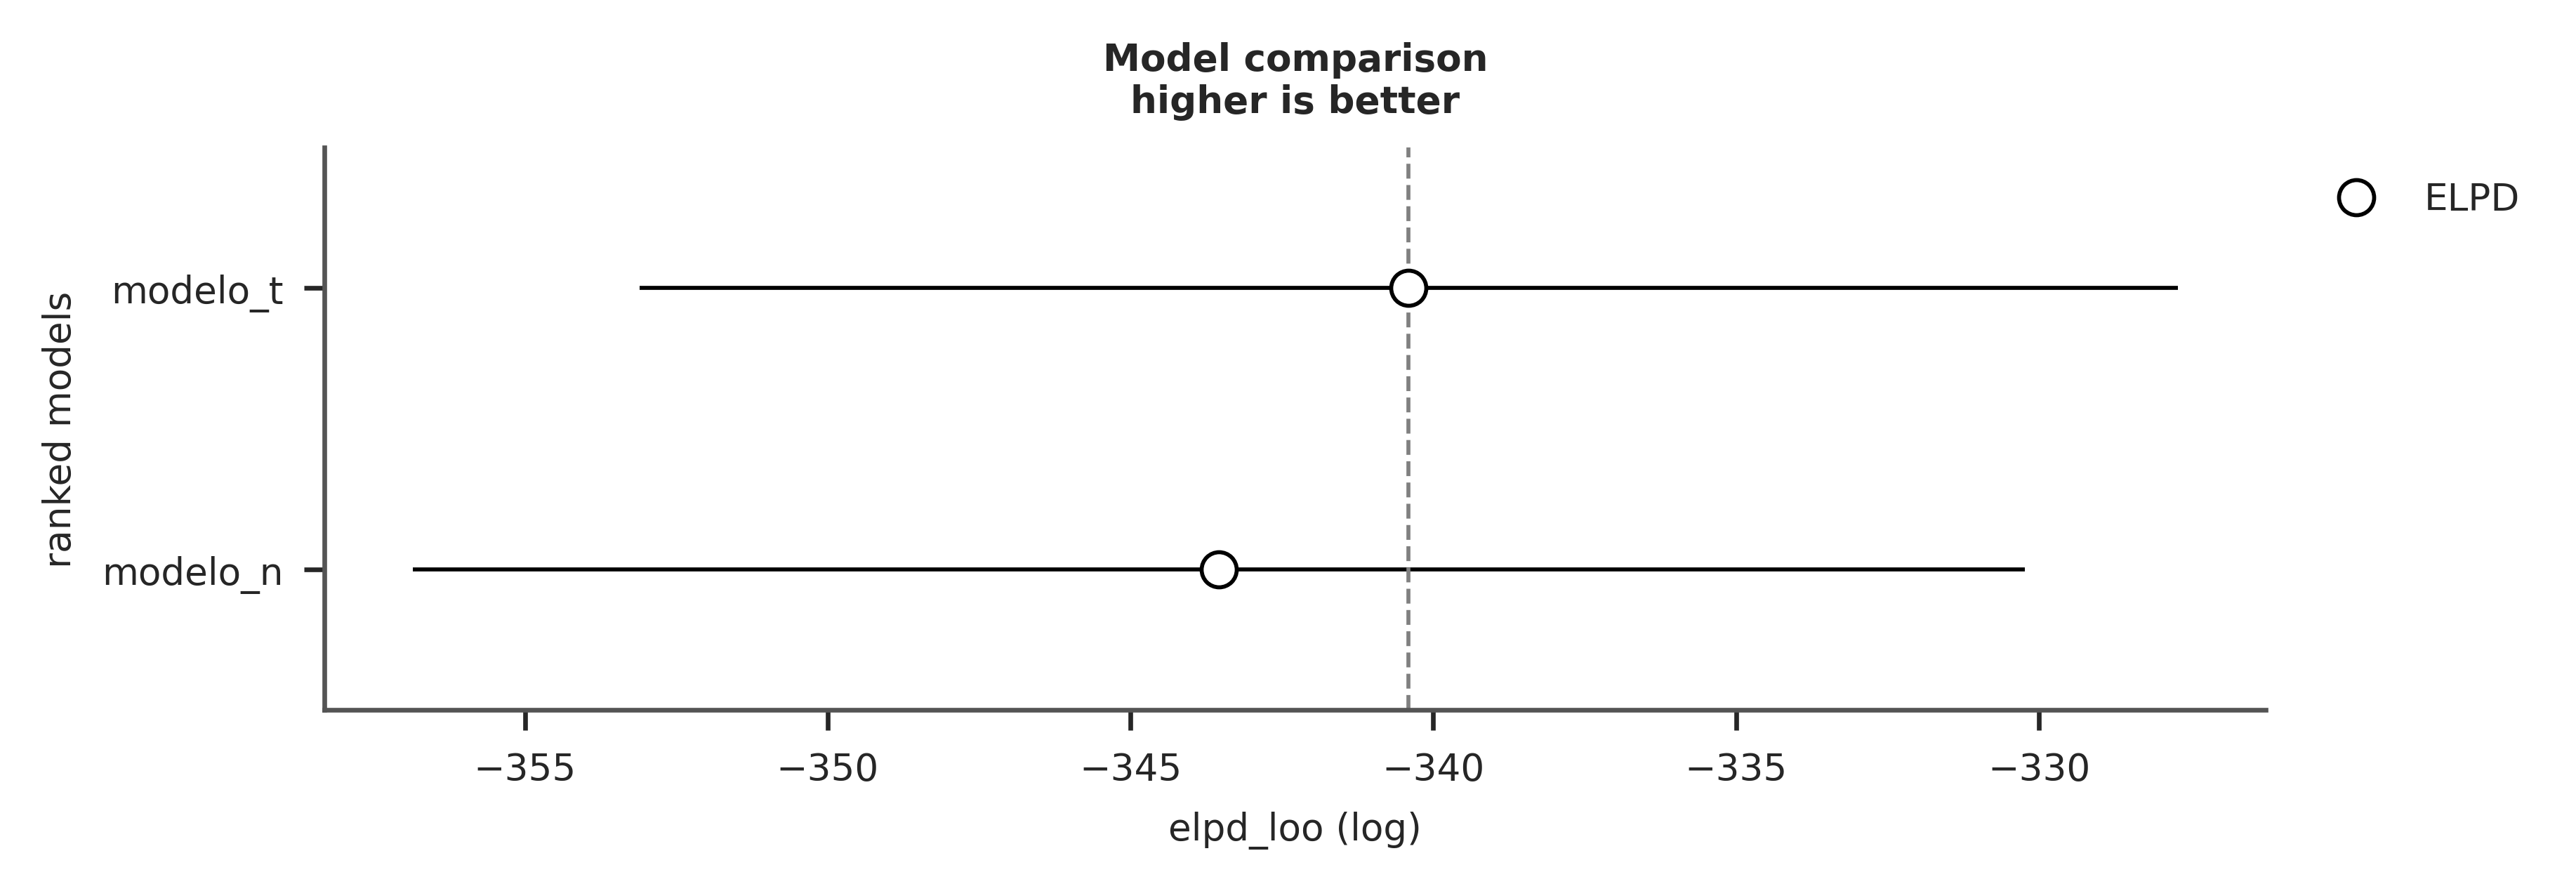 Model comparison
higher is better
ELPD
ranked models
modelo_t
modelo_n
−355 −350 −345 −340 −335 −330
elpd_loo (log)